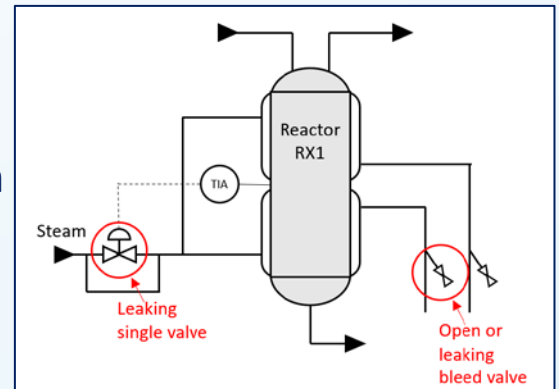 Reactor
RX1
TIA
Steam
Leaking
single valve
Open or
leaking
bleed valve